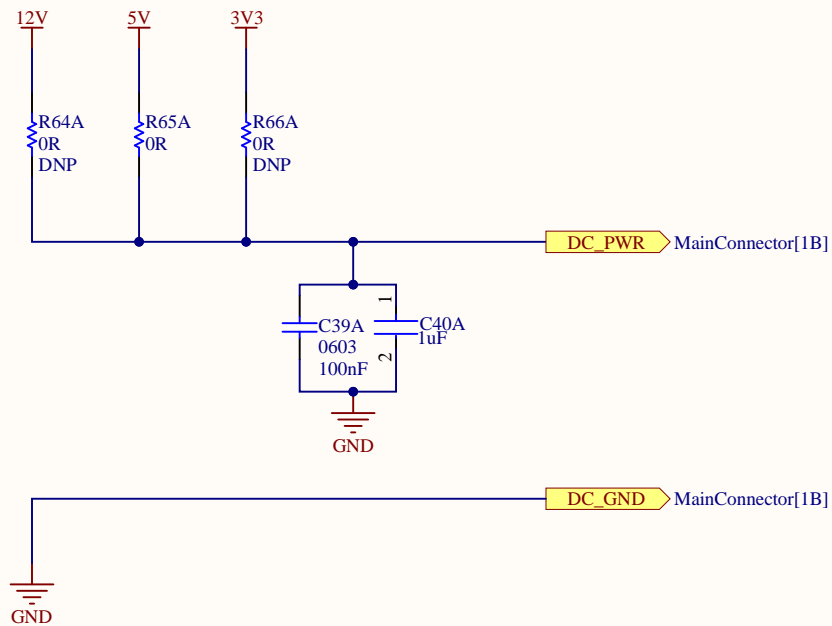 12V
5V
3V3
R64A
0R
DNP
R65A
0R
R66A
0R
DNP
DC_PWR
MainConnector[1B]
1
C39A
0603
100nF
C40A
1uF
2
GND
DC_GND
MainConnector[1B]
GND